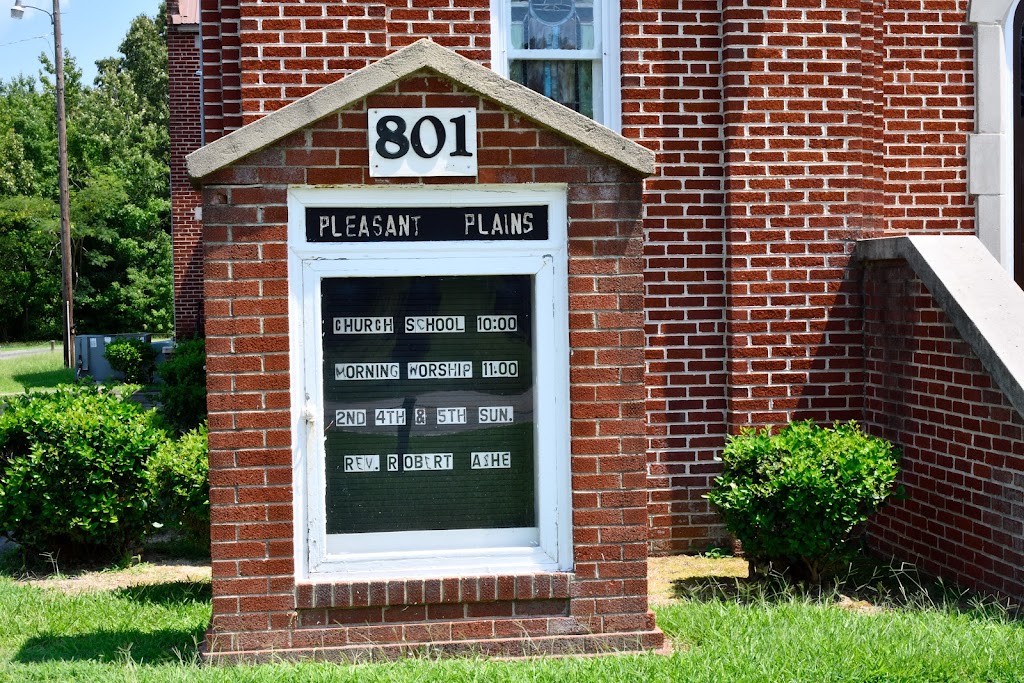 801
PLEASANT PLAINS
CHURCH SCHOOL 10:00
MORNING WORSHIP 11:00
2ND 4TH & 5TH SUN.
REV. ROBERT ASHE